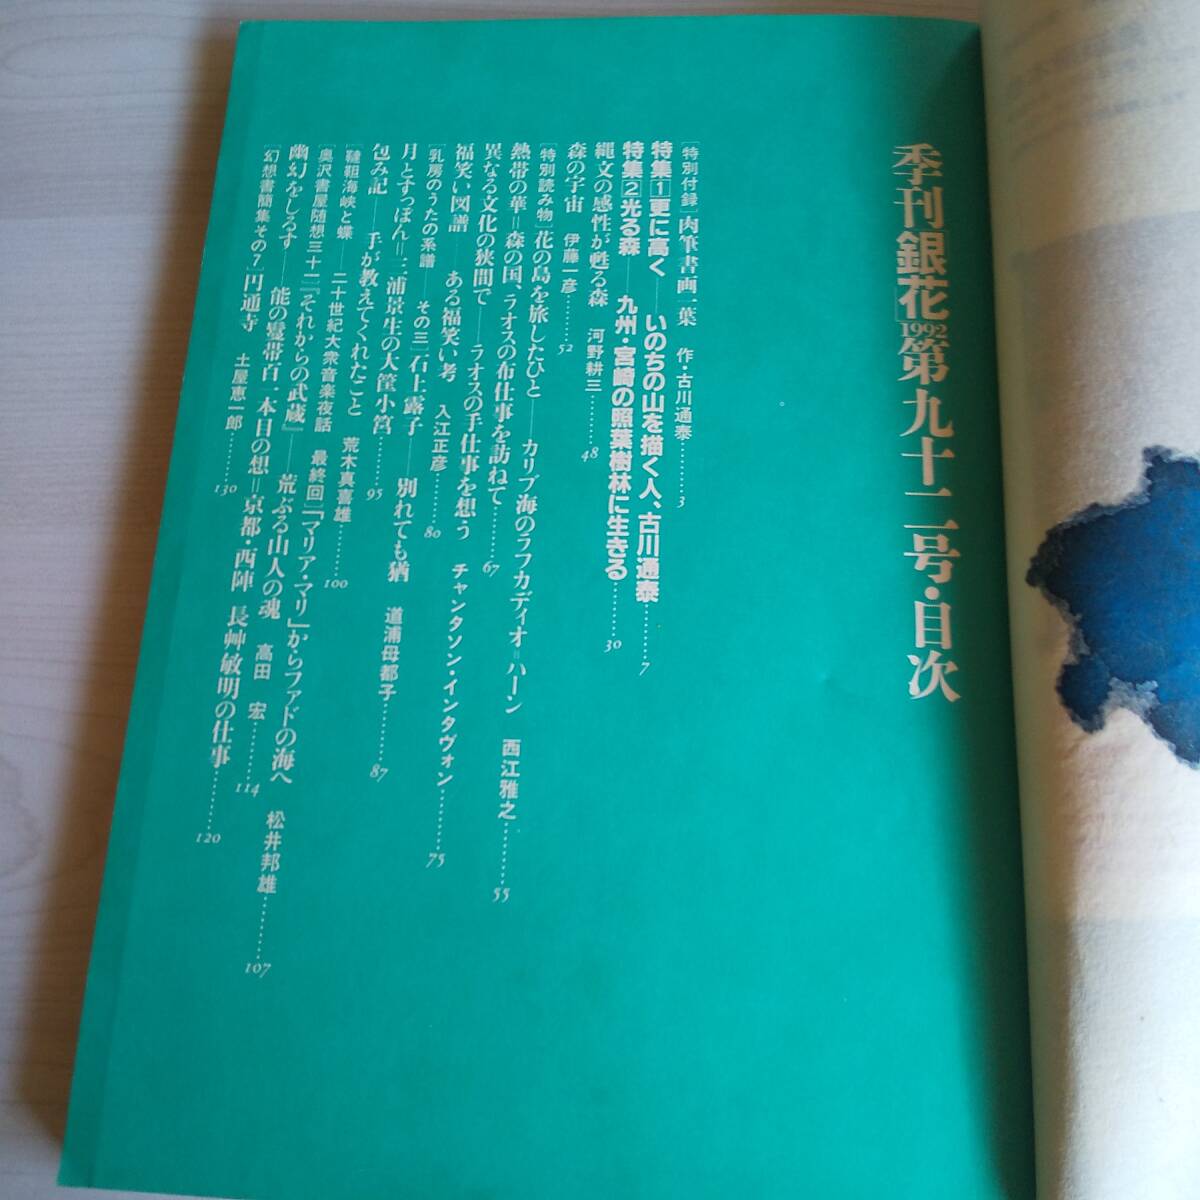 季刊「銀花」1992第九十二号・目次
［特別付録］肉筆書画一葉　作・古川通泰………3
特集1更に高く——いのちの山を描く人、古川通泰………7
特集2光る森——九州・宮崎の照葉樹林に生きる………30
縄文の感性が甦る森　河野耕三………48
森の宇宙　伊藤一彦………52
［特別読み物］花の島を旅したひと——カリブ海のラフカディオ＝ハーン　西江雅之………55
熱帯の華＝森の国、ラオスの布仕事を訪ねて………67
異なる文化の狭間で——ラオスの手仕事を想う　チャンタソン・インタヴォン………75
福笑い図譜——ある福笑い考　入江正彦………80
［乳房のうたの系譜——その三］石上露子——別れても猶　道浦母都子………87
月とすっぽん＝三浦景生の大筐小筥………95
包み記——手が教えてくれたこと　荒木真喜雄………100
［韃靼海峡と蝶——二十世紀大衆音楽夜話　最終回］「マリア・マリ」からファドの海へ　松井邦雄………107
［奥沢書屋随想三十二］『それからの武蔵』——荒ぶる山人の魂　高田　宏………114
幽幻をしるす——能の鬘帯百一本目の想＝京都・西陣　長艸敏明の仕事………120
［幻想書簡集その7］円通寺　土屋恵一郎………130